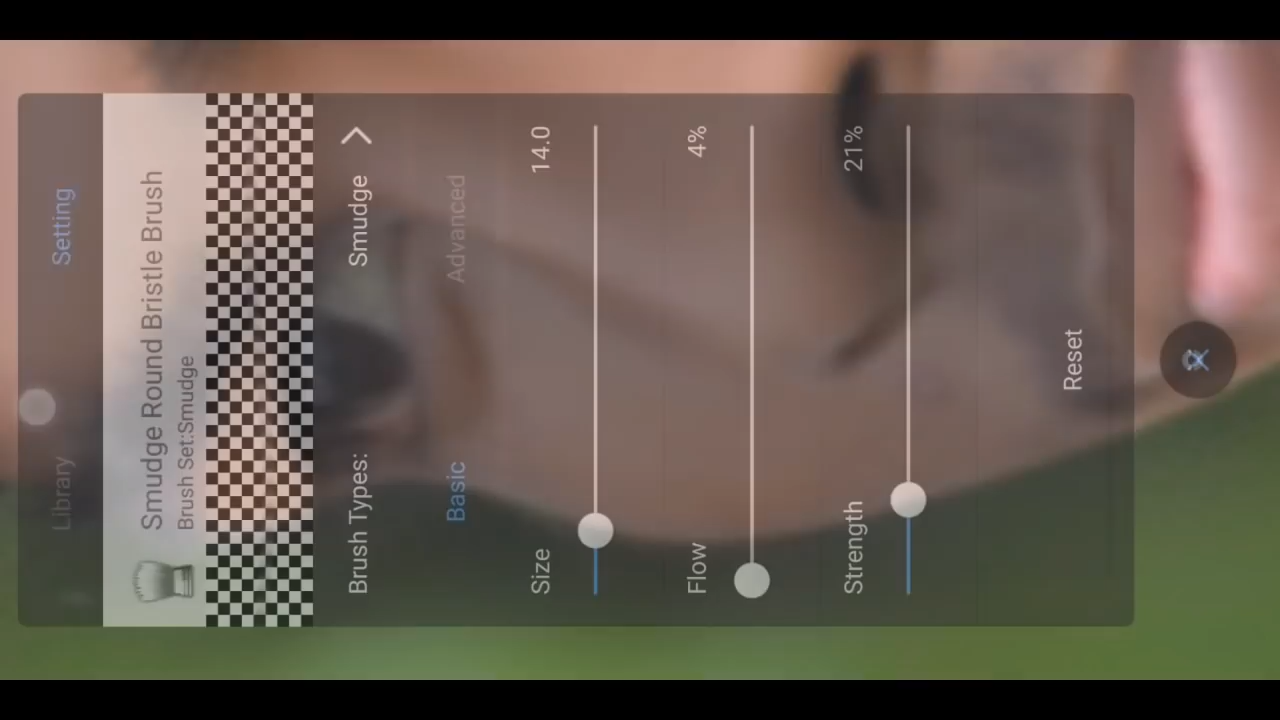 Library Setting
Smudge Round Bristle Brush
Brush Set:Smudge
Brush Types: Smudge
Basic Advanced
Size 14.0
Flow 4%
Strength 21%
Reset